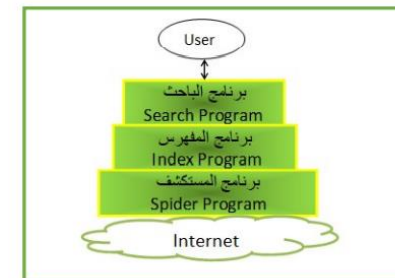 User
برنامج الباحث
Search Program
برنامج المفهرس
Index Program
برنامج المستكشف
Spider Program
Internet